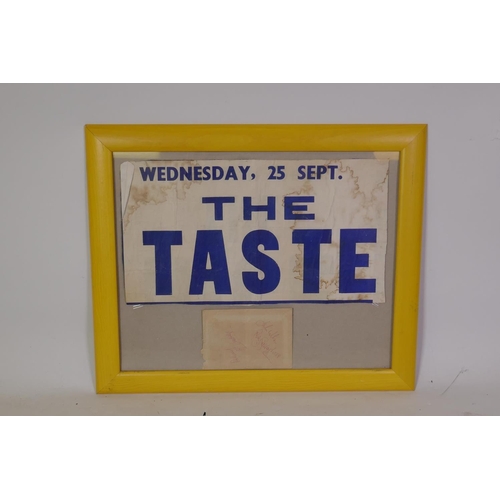 WEDNESDAY, 25 SEPT.
THE
TASTE